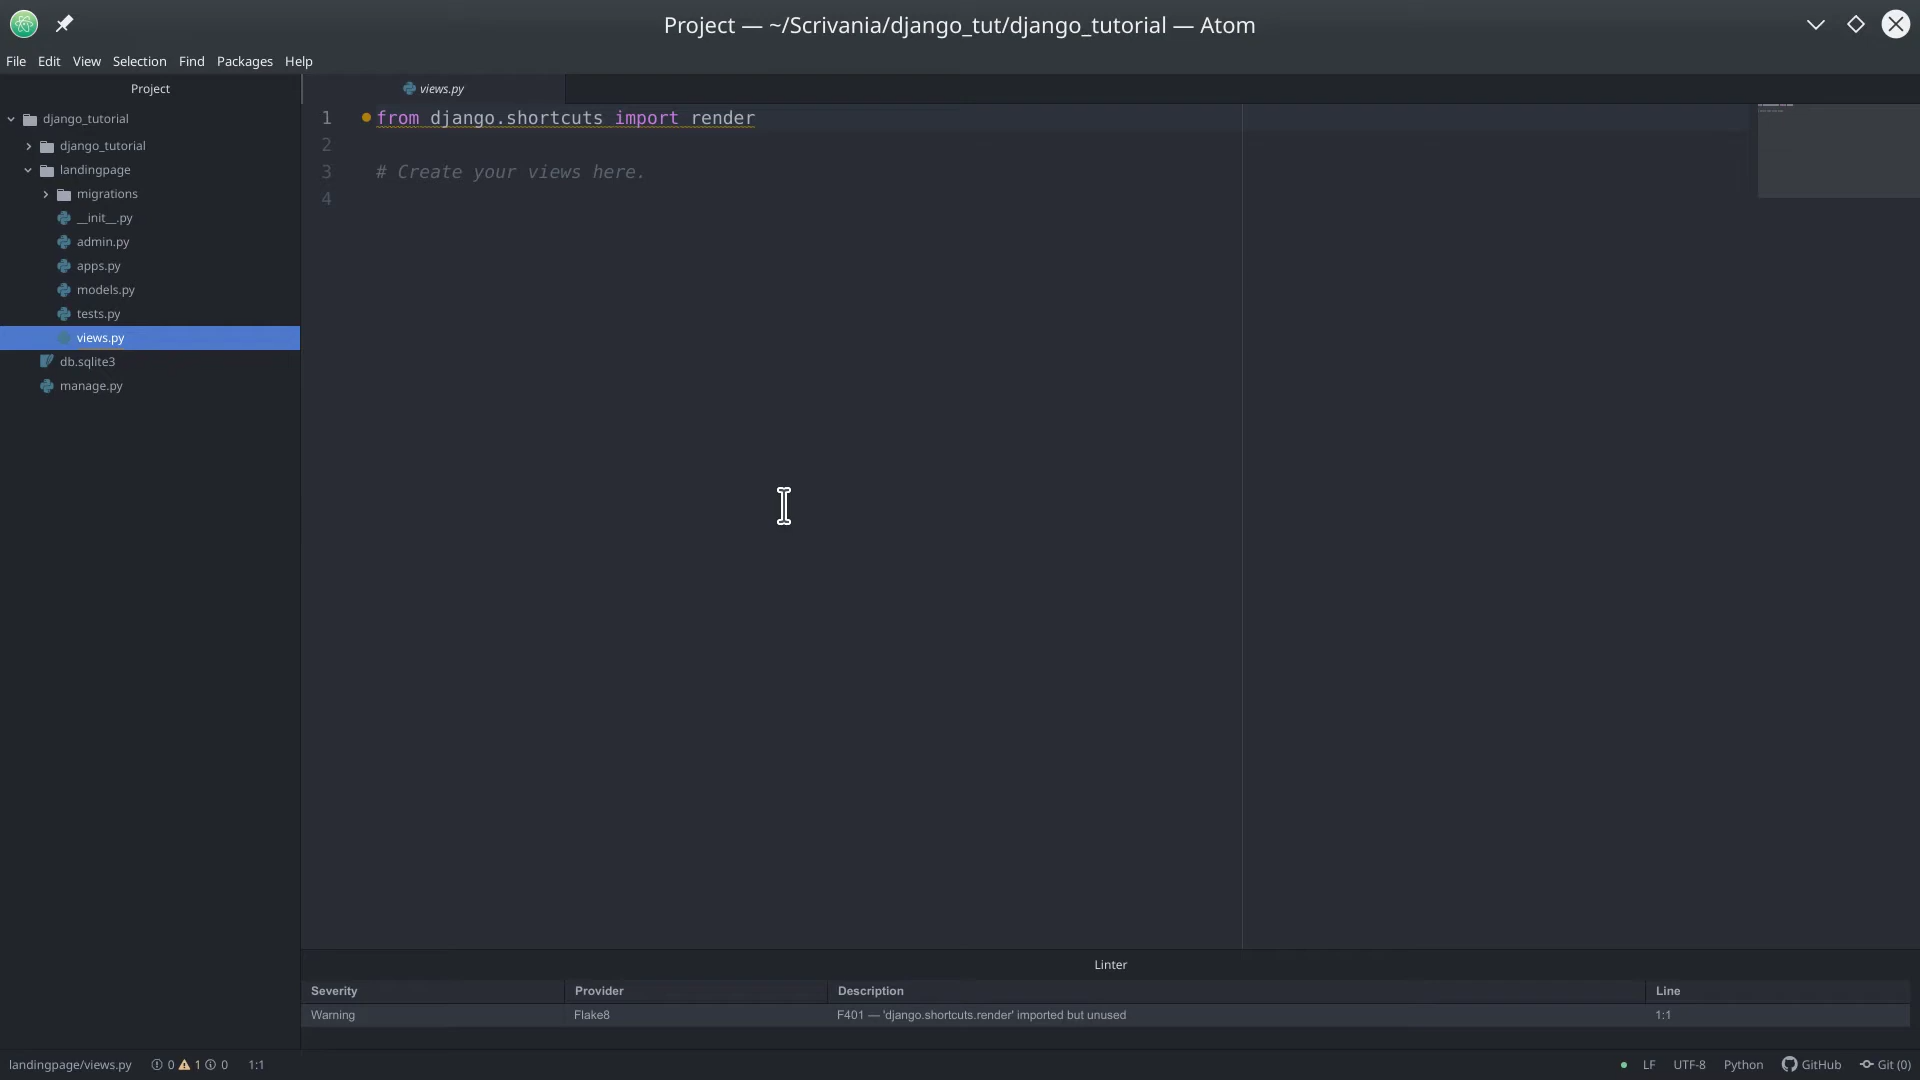 Project — ~/Scrivania/django_tut/django_tutorial — Atom
File Edit View Selection Find Packages Help
Project
views.py
django_tutorial
django_tutorial
landingpage
migrations
__init__.py
admin.py
apps.py
models.py
tests.py
views.py
db.sqlite3
manage.py
1 from django.shortcuts import render
2
3 # Create your views here.
4
Linter
Severity Provider Description Line
Warning Flake8 F401 — 'django.shortcuts.render' imported but unused 1:1
landingpage/views.py 0 1 0 1:1 LF UTF-8 Python GitHub Git (0)